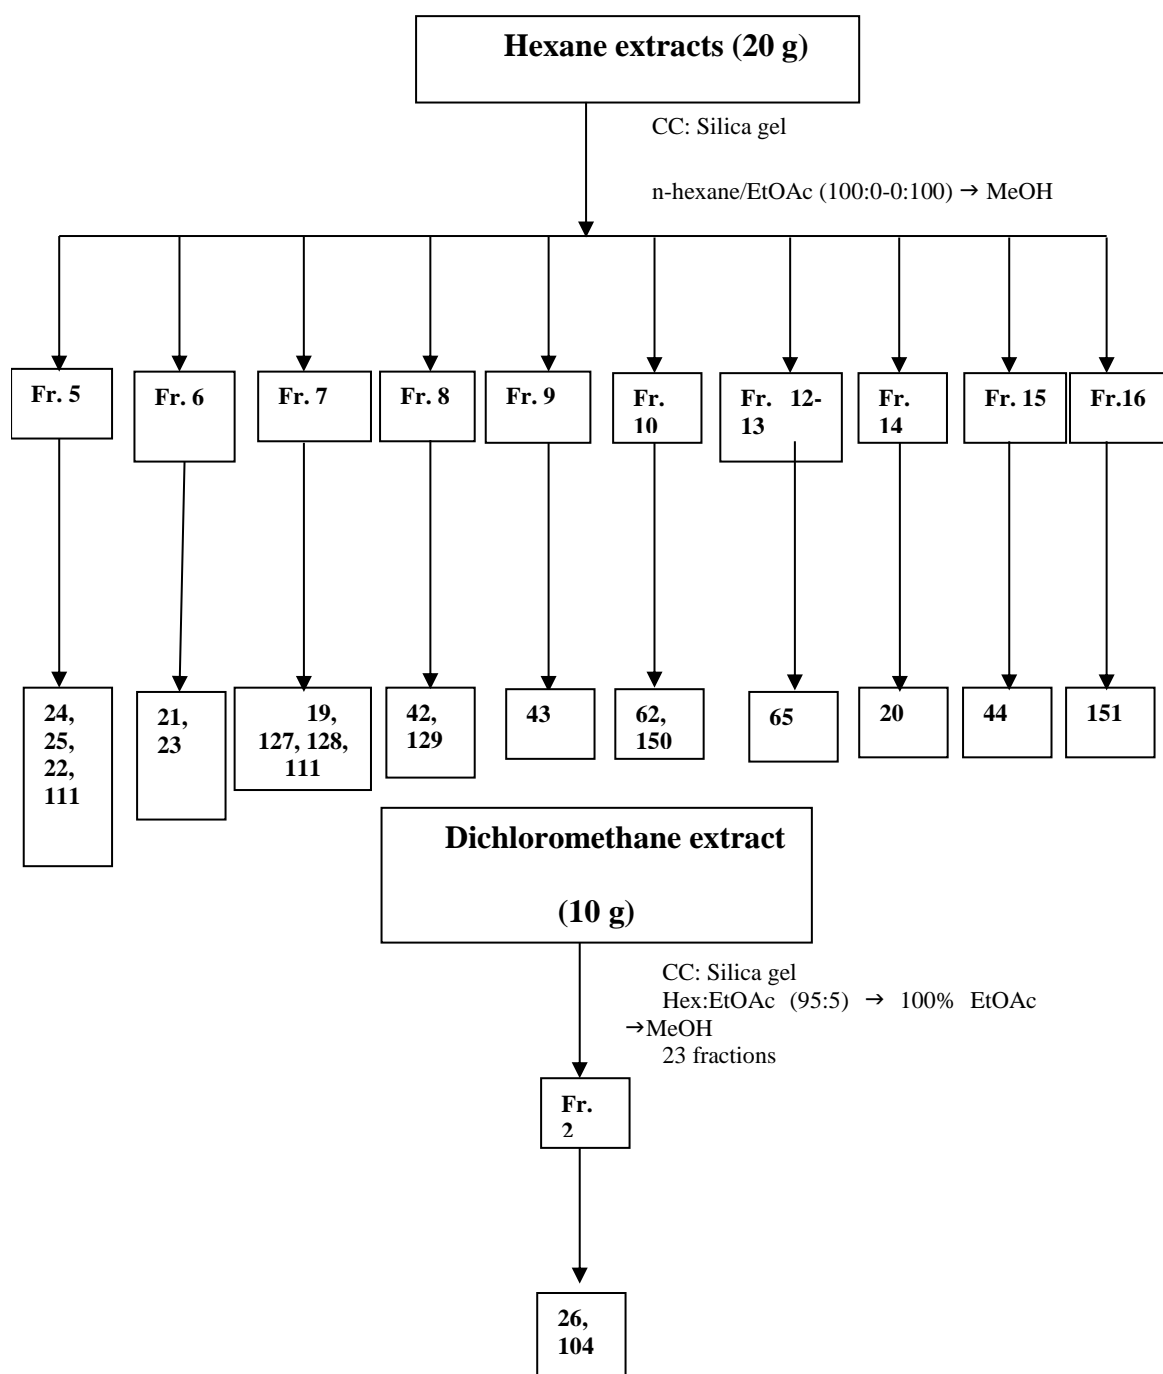 Hexane extracts (20 g)
CC: Silica gel
n-hexane/EtOAc (100:0-0:100) → MeOH
Fr. 5
Fr. 6
Fr. 7
Fr. 8
Fr. 9
Fr.
10
Fr. 12-
13
Fr.
14
Fr. 15
Fr.16
24,
25,
22,
111
21,
23
19,
127, 128,
111
42,
129
43
62,
150
65
20
44
151
Dichloromethane extract
(10 g)
CC: Silica gel
Hex:EtOAc (95:5) → 100% EtOAc
→MeOH
23 fractions
Fr.
2
26,
104